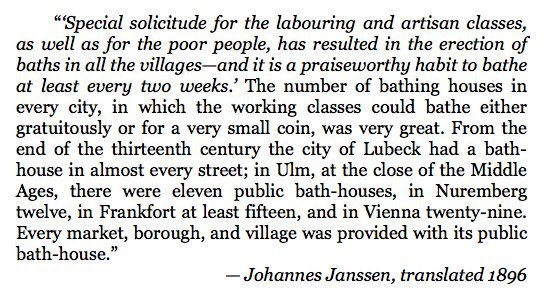 “‘Special solicitude for the labouring and artisan classes,
as well as for the poor people, has resulted in the erection of
baths in all the villages—and it is a praiseworthy habit to bathe
at least every two weeks.’ The number of bathing houses in
every city, in which the working classes could bathe either
gratuitously or for a very small coin, was very great. From the
end of the thirteenth century the city of Lubeck had a bath-
house in almost every street; in Ulm, at the close of the Middle
Ages, there were eleven public bath-houses, in Nuremberg
twelve, in Frankfort at least fifteen, and in Vienna twenty-nine.
Every market, borough, and village was provided with its public
bath-house.”
— Johannes Janssen, translated 1896